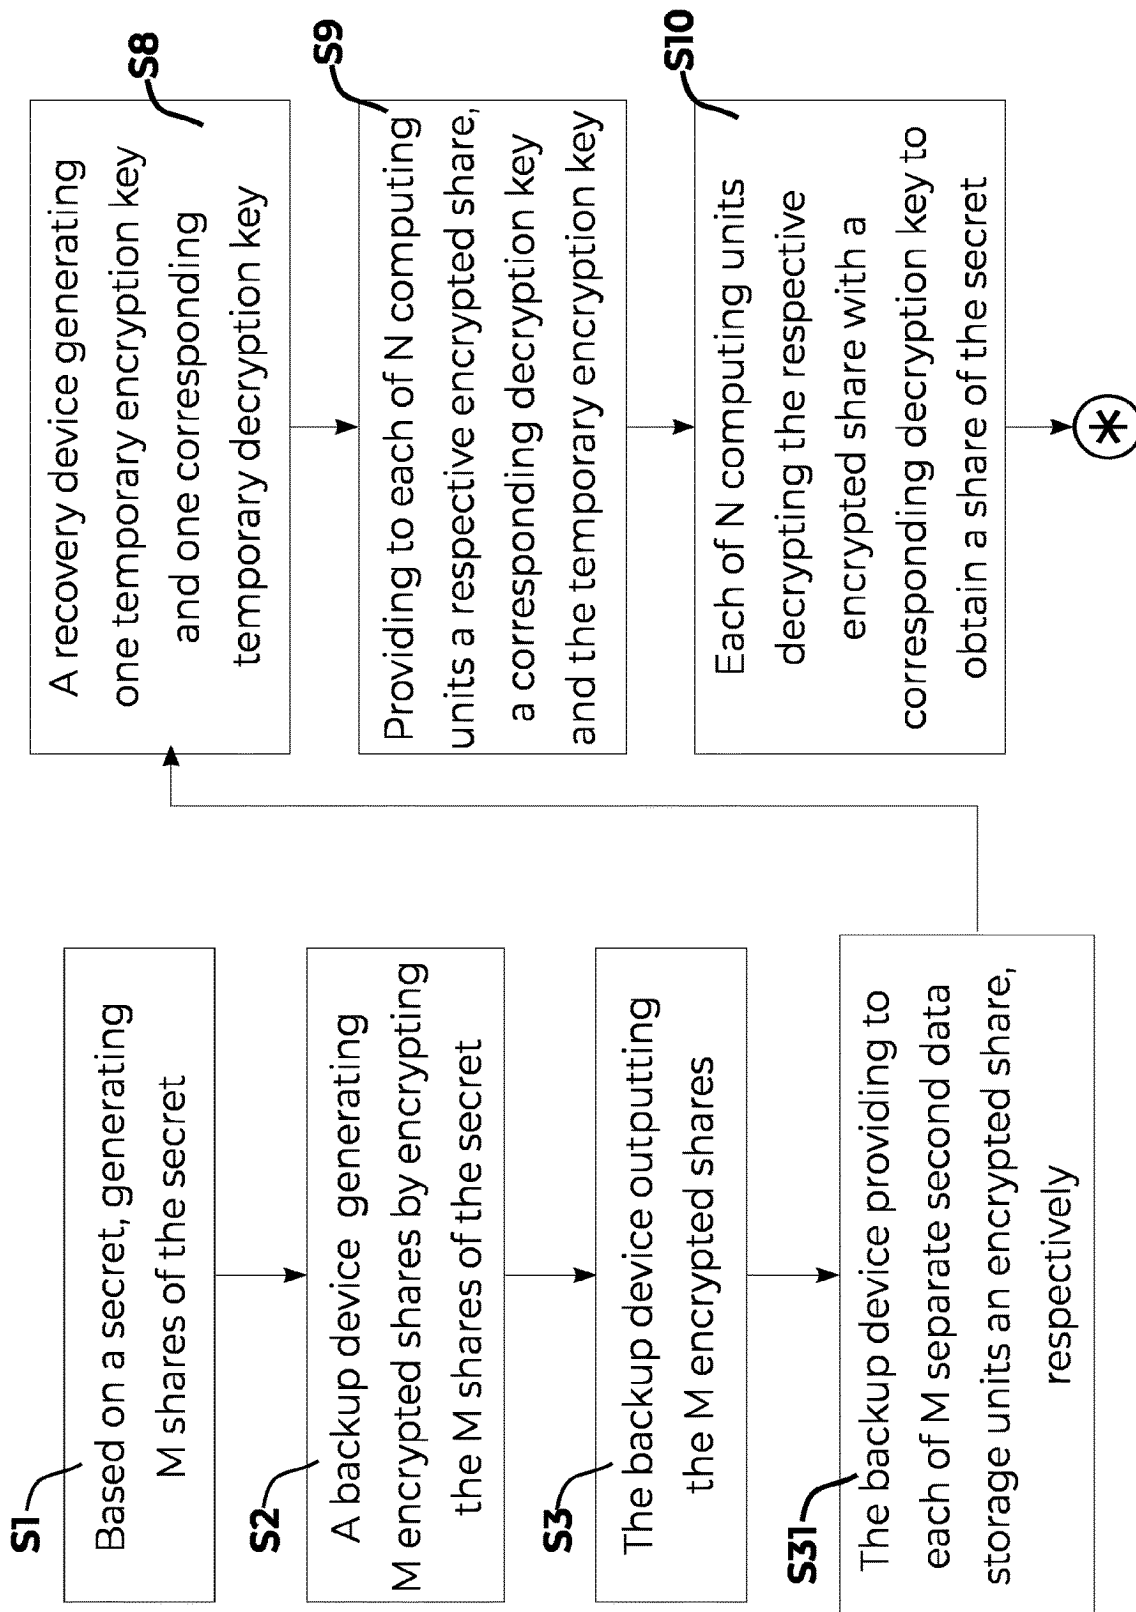 S1
Based on a secret, generating
M shares of the secret
S2
A backup device generating
M encrypted shares by encrypting
the M shares of the secret
S3
The backup device outputting
the M encrypted shares
S31
The backup device providing to
each of M separate second data
storage units an encrypted share,
respectively
S8
A recovery device generating
one temporary encryption key
and one corresponding
temporary decryption key
S9
Providing to each of N computing
units a respective encrypted share,
a corresponding decryption key
and the temporary encryption key
S10
Each of N computing units
decrypting the respective
encrypted share with a
corresponding decryption key to
obtain a share of the secret
*